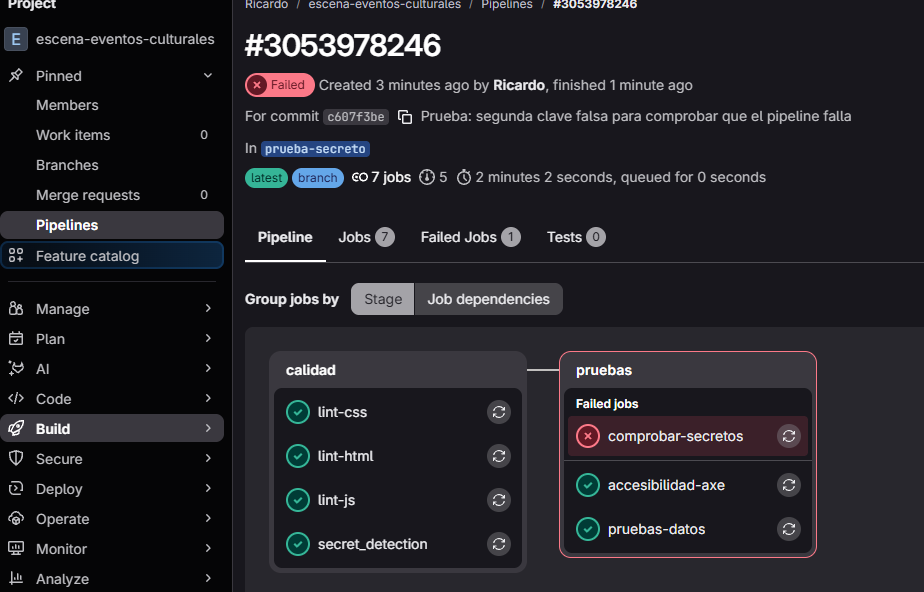 Project
E escena-eventos-culturales
Pinned
Members
Work items 0
Branches
Merge requests 0
Pipelines
Feature catalog
Manage
Plan
AI
Code
Build
Secure
Deploy
Operate
Monitor
Analyze
Ricardo / escena-eventos-culturales / Pipelines / #3053978246
#3053978246
Failed Created 3 minutes ago by Ricardo, finished 1 minute ago
For commit c607f3be Prueba: segunda clave falsa para comprobar que el pipeline falla
In prueba-secreto
latest branch 7 jobs 5 2 minutes 2 seconds, queued for 0 seconds
Pipeline Jobs 7 Failed Jobs 1 Tests 0
Group jobs by Stage Job dependencies
calidad
lint-css
lint-html
lint-js
secret_detection
pruebas
Failed jobs
comprobar-secretos
accesibilidad-axe
pruebas-datos